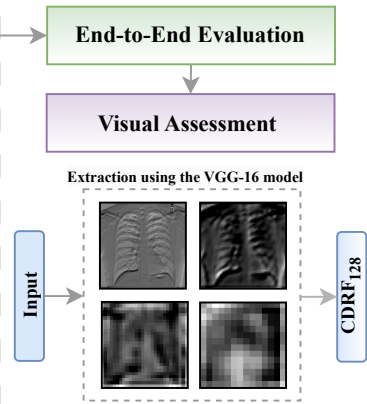 End-to-End Evaluation
Visual Assessment
Extraction using the VGG-16 model
Input
CDRF128